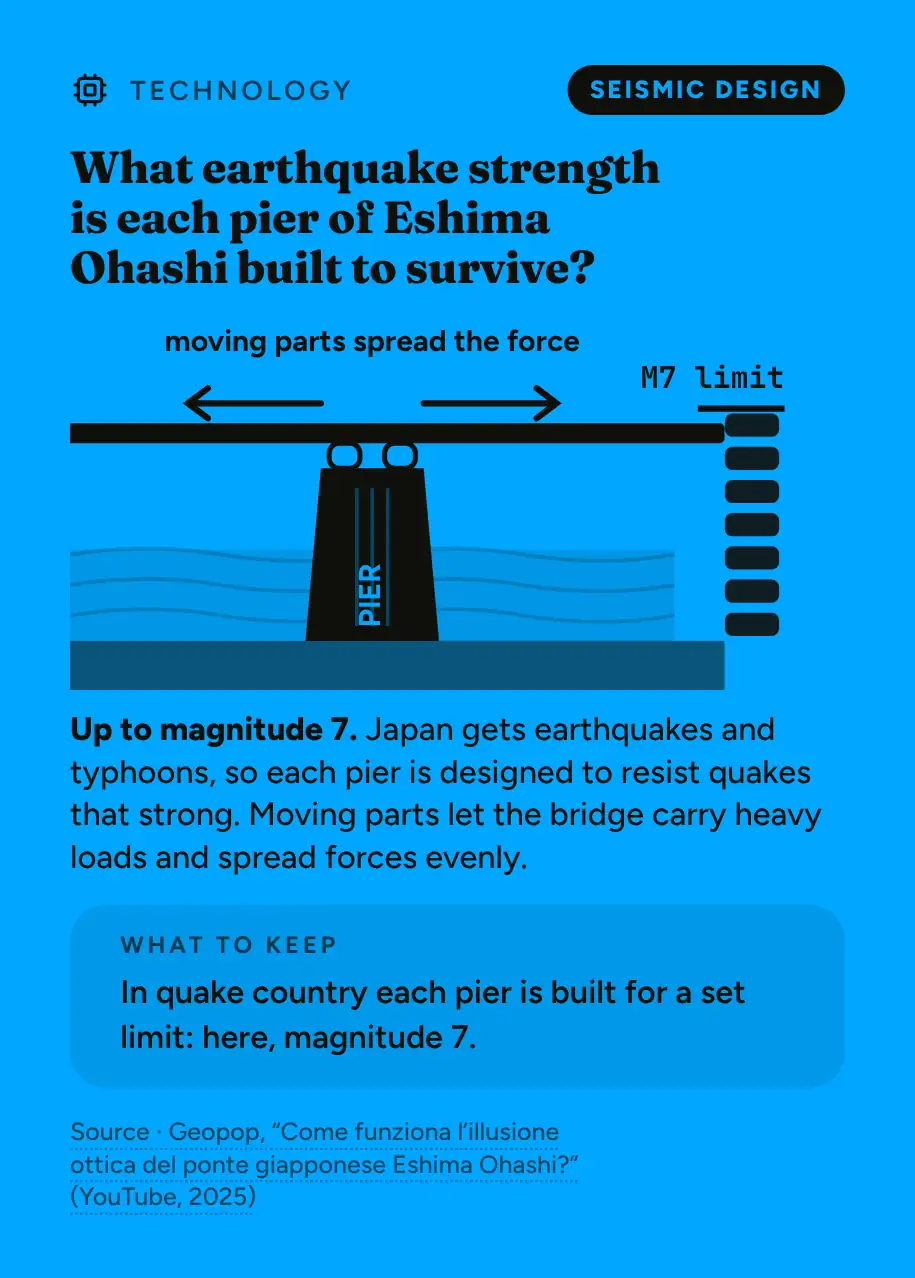 TECHNOLOGY
SEISMIC DESIGN
What earthquake strength
is each pier of Eshima
Ohashi built to survive?
moving parts spread the force
M7 limit
PIER
Up to magnitude 7. Japan gets earthquakes and
typhoons, so each pier is designed to resist quakes
that strong. Moving parts let the bridge carry heavy
loads and spread forces evenly.
WHAT TO KEEP
In quake country each pier is built for a set
limit: here, magnitude 7.
Source · Geopop, “Come funziona l’illusione
ottica del ponte giapponese Eshima Ohashi?”
(YouTube, 2025)